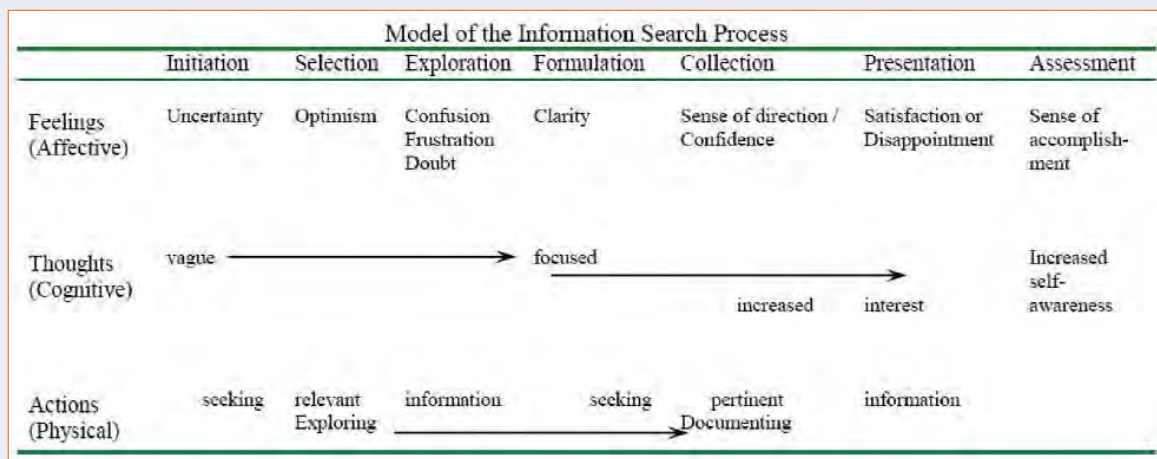 Model of the Information Search Process
Initiation Selection Exploration Formulation Collection Presentation Assessment
Feelings (Affective)
Uncertainty
Optimism
Confusion
Frustration
Doubt
Clarity
Sense of direction /
Confidence
Satisfaction or
Disappointment
Sense of
accomplish-
ment
Thoughts
(Cognitive)
vague
focused
increased interest
Increased
self-
awareness
Actions
(Physical)
seeking relevant information seeking pertinent information
Exploring Documenting